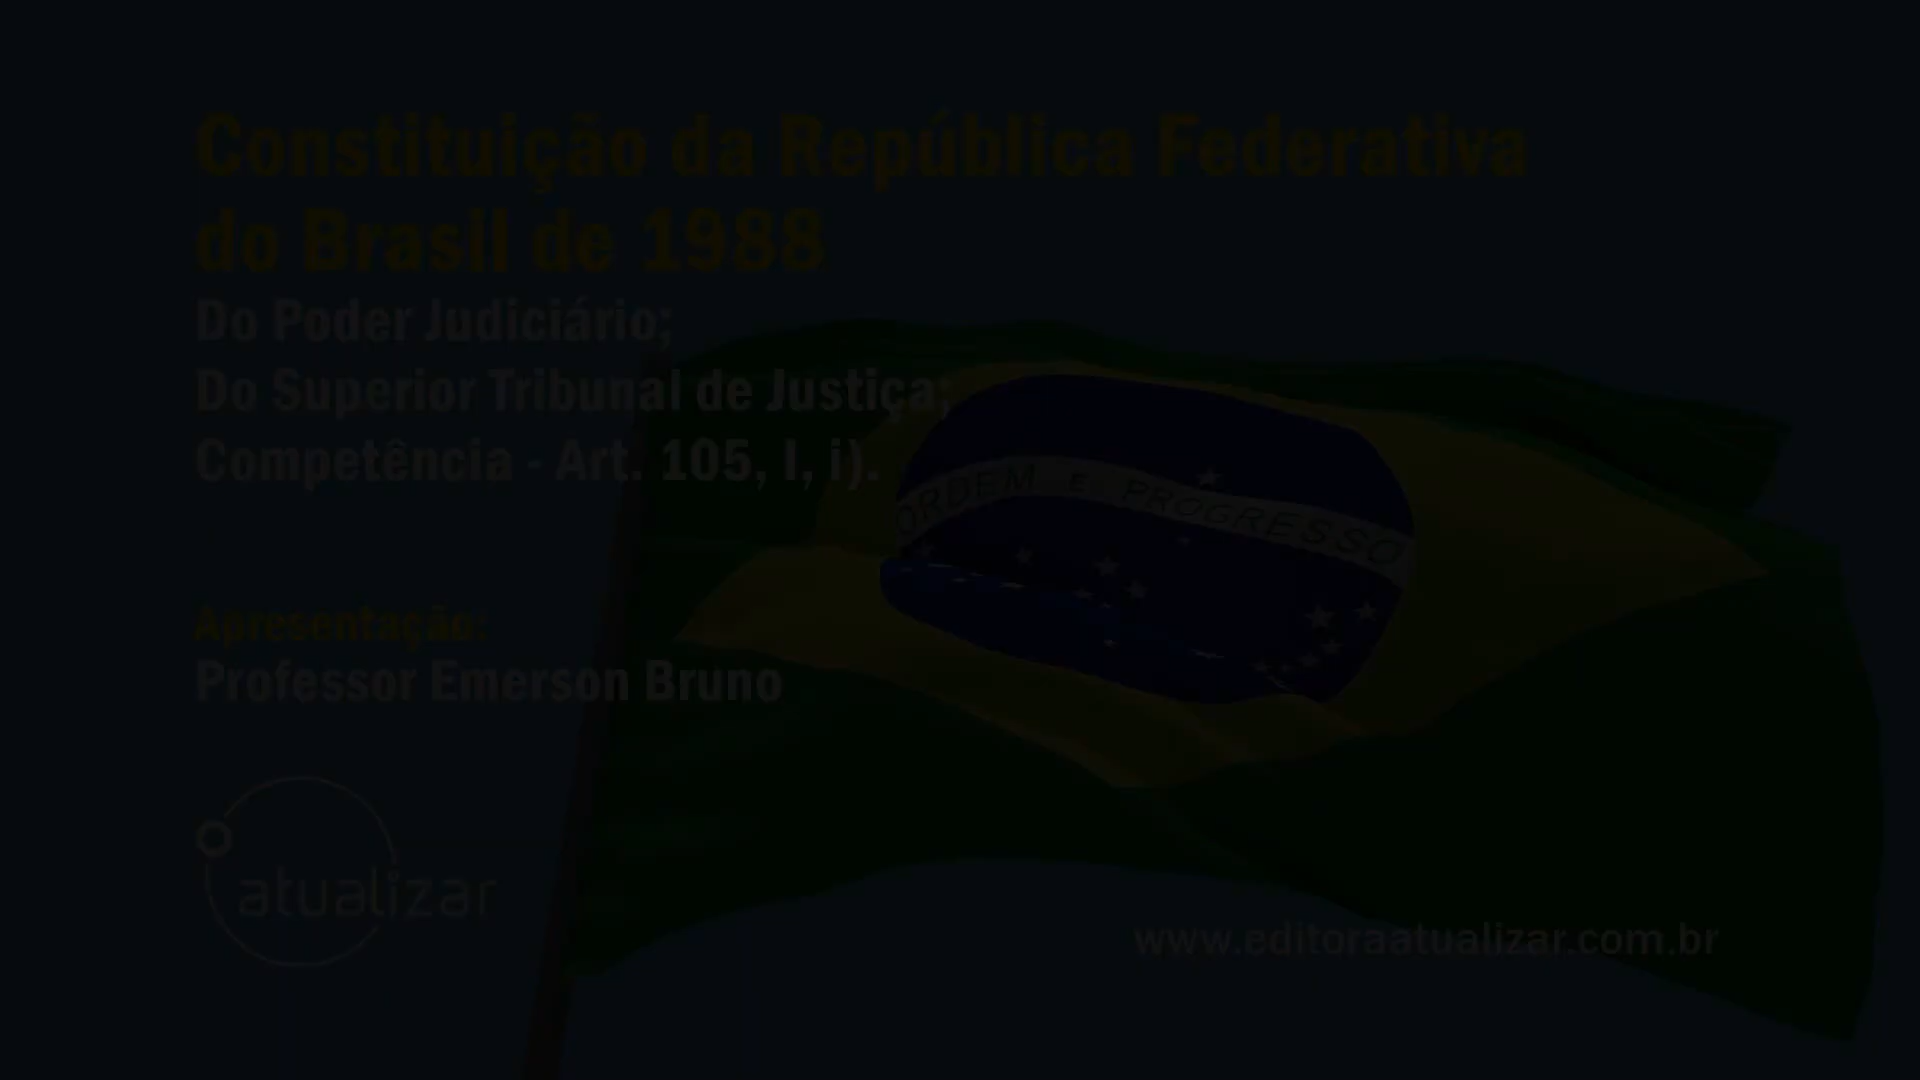 Constituição da República Federativa
do Brasil de 1988
Do Poder Judiciário;
Do Superior Tribunal de Justiça;
Competência - Art. 105, I, i).
ORDEM E PROGRESSO
Apresentação:
Professor Emerson Bruno
atualizar
www.editoraatualizar.com.br